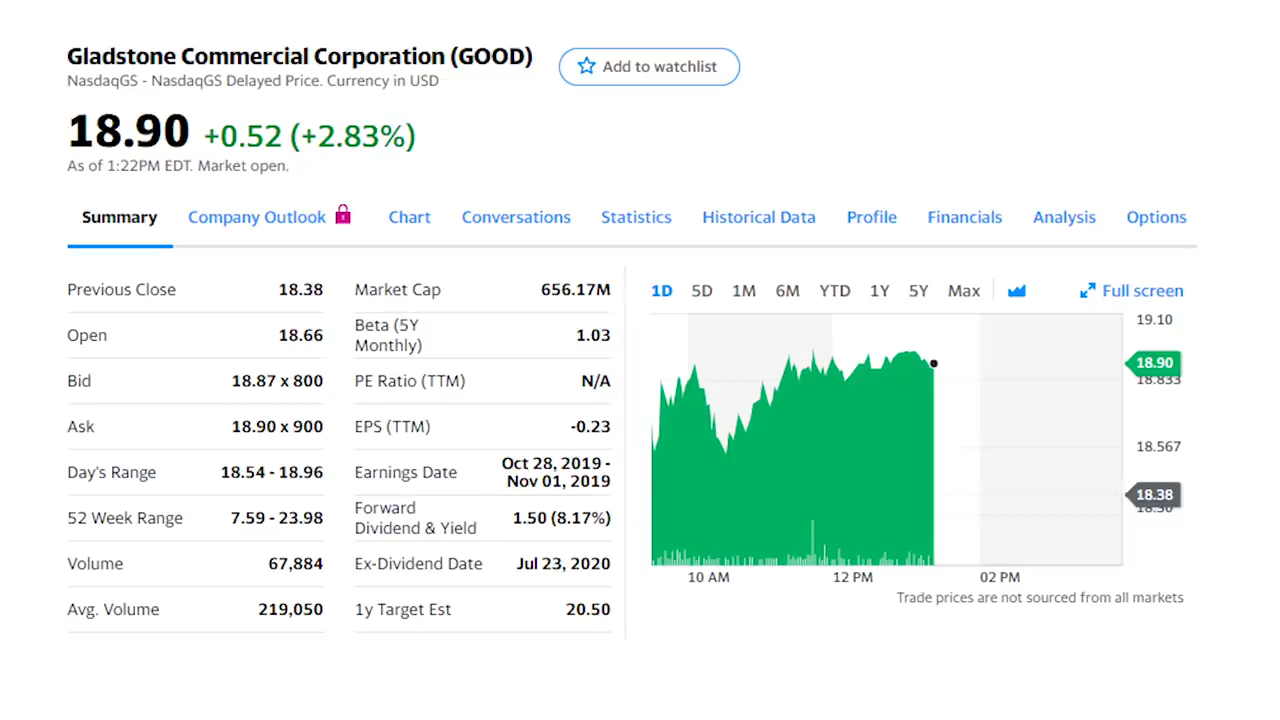 Gladstone Commercial Corporation (GOOD)
Add to watchlist
NasdaqGS - NasdaqGS Delayed Price. Currency in USD
18.90 +0.52 (+2.83%)
As of 1:22PM EDT. Market open.
Summary Company Outlook Chart Conversations Statistics Historical Data Profile Financials Analysis Options
Previous Close 18.38
Open 18.66
Bid 18.87 x 800
Ask 18.90 x 900
Day's Range 18.54 - 18.96
52 Week Range 7.59 - 23.98
Volume 67,884
Avg. Volume 219,050
Market Cap 656.17M
Beta (5Y
Monthly) 1.03
PE Ratio (TTM) N/A
EPS (TTM) -0.23
Earnings Date Oct 28, 2019 -
Nov 01, 2019
Forward
Dividend & Yield 1.50 (8.17%)
Ex-Dividend Date Jul 23, 2020
1y Target Est 20.50
1D 5D 1M 6M YTD 1Y 5Y Max Full screen
19.10
18.90
18.833
18.567
18.38
18.30
10 AM 12 PM 02 PM
Trade prices are not sourced from all markets